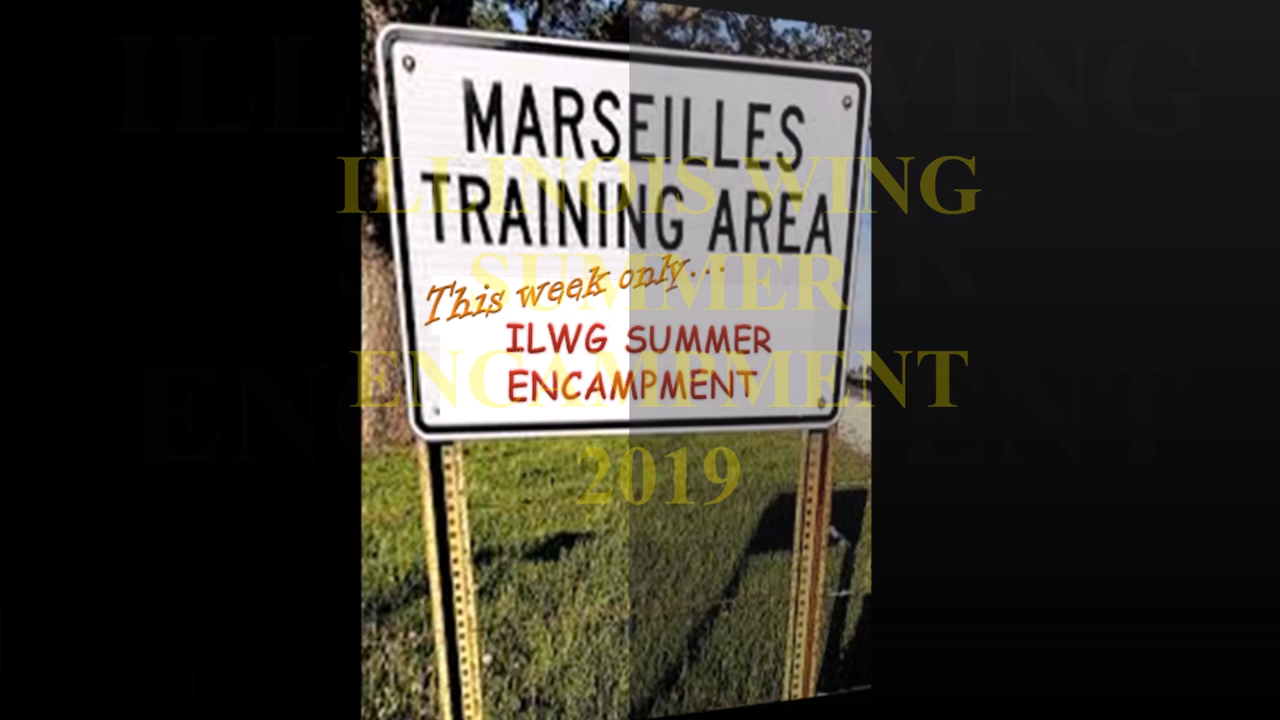 MARSEILLES
TRAINING AREA
This week only...
ILWG SUMMER
ENCAMPMENT
ILLINOIS WING
SUMMER
ENCAMPMENT
2019